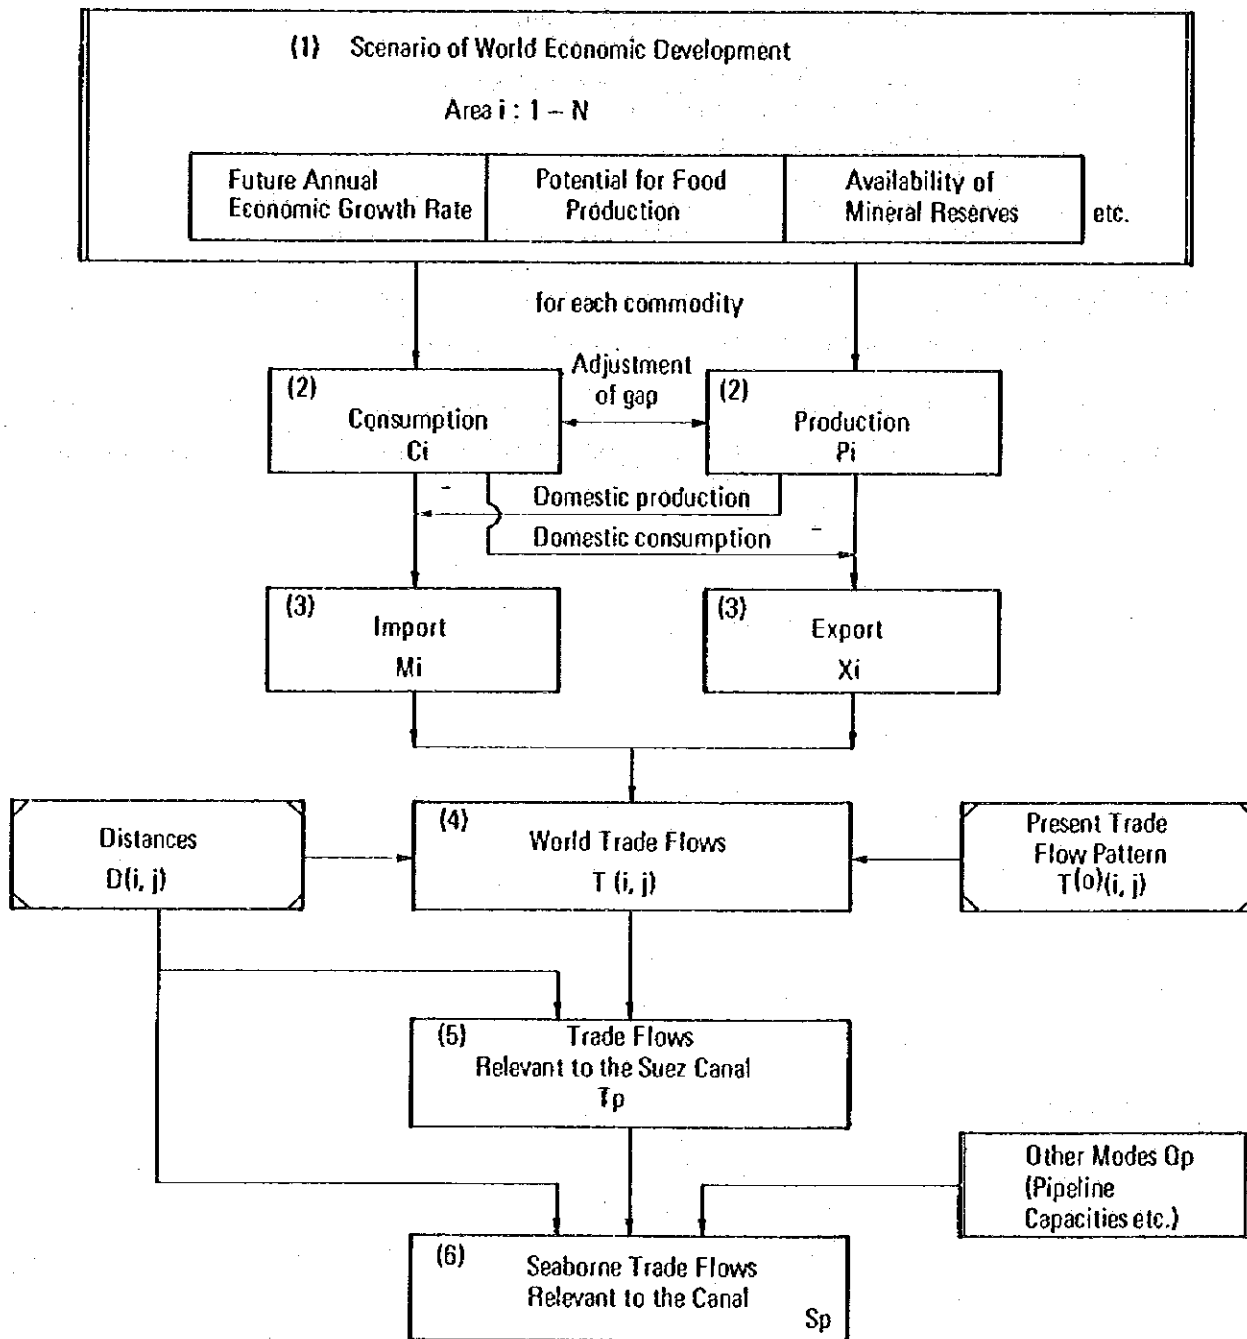 (1) Scenario of World Economic Development
Area i : 1 – N
Future Annual
Economic Growth Rate
Potential for Food
Production
Availability of
Mineral Reserves
etc.
for each commodity
(2)
Consumption
Ci
Adjustment
of gap
(2)
Production
Pi
– Domestic production
Domestic consumption –
(3)
Import
Mi
(3)
Export
Xi
Distances
D(i, j)
(4)
World Trade Flows
T (i, j)
Present Trade
Flow Pattern
T(o)(i, j)
(5) Trade Flows
Relevant to the Suez Canal
Tp
Other Modes Op
(Pipeline
Capacities etc.)
(6) Seaborne Trade Flows
Relevant to the Canal
Sp